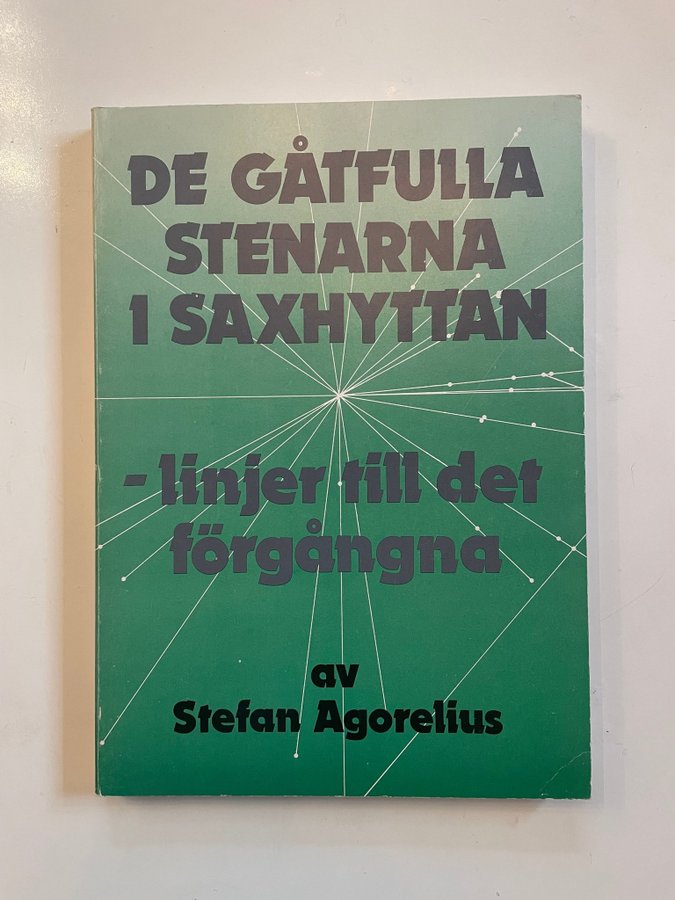 DE GÅTFULLA
STENARNA
I SAXHYTTAN
- linjer till det
förgångna
av
Stefan Agorelius